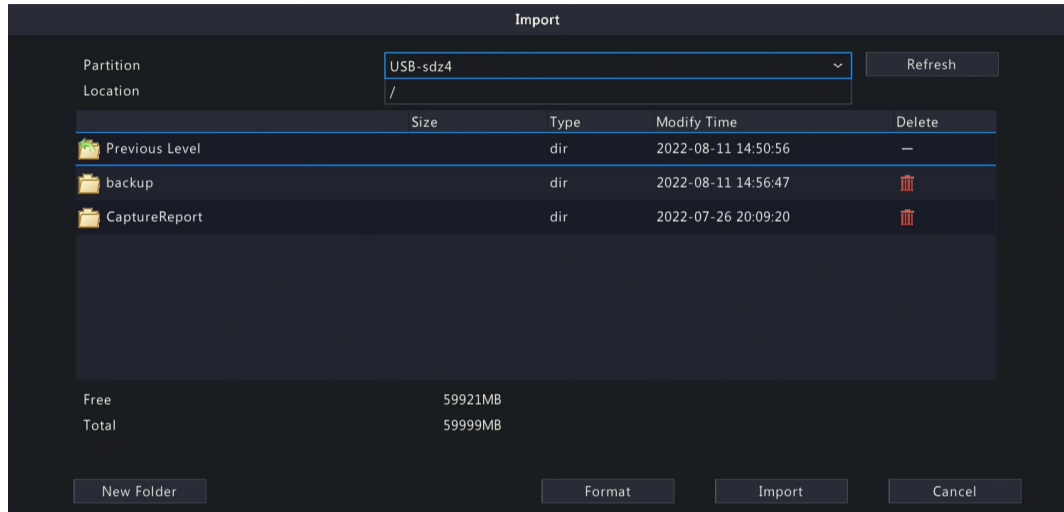 Import
Partition USB-sdz4 Refresh
Location /
Size Type Modify Time Delete
Previous Level dir 2022-08-11 14:50:56 —
backup dir 2022-08-11 14:56:47
CaptureReport dir 2022-07-26 20:09:20
Free 59921MB
Total 59999MB
New Folder Format Import Cancel